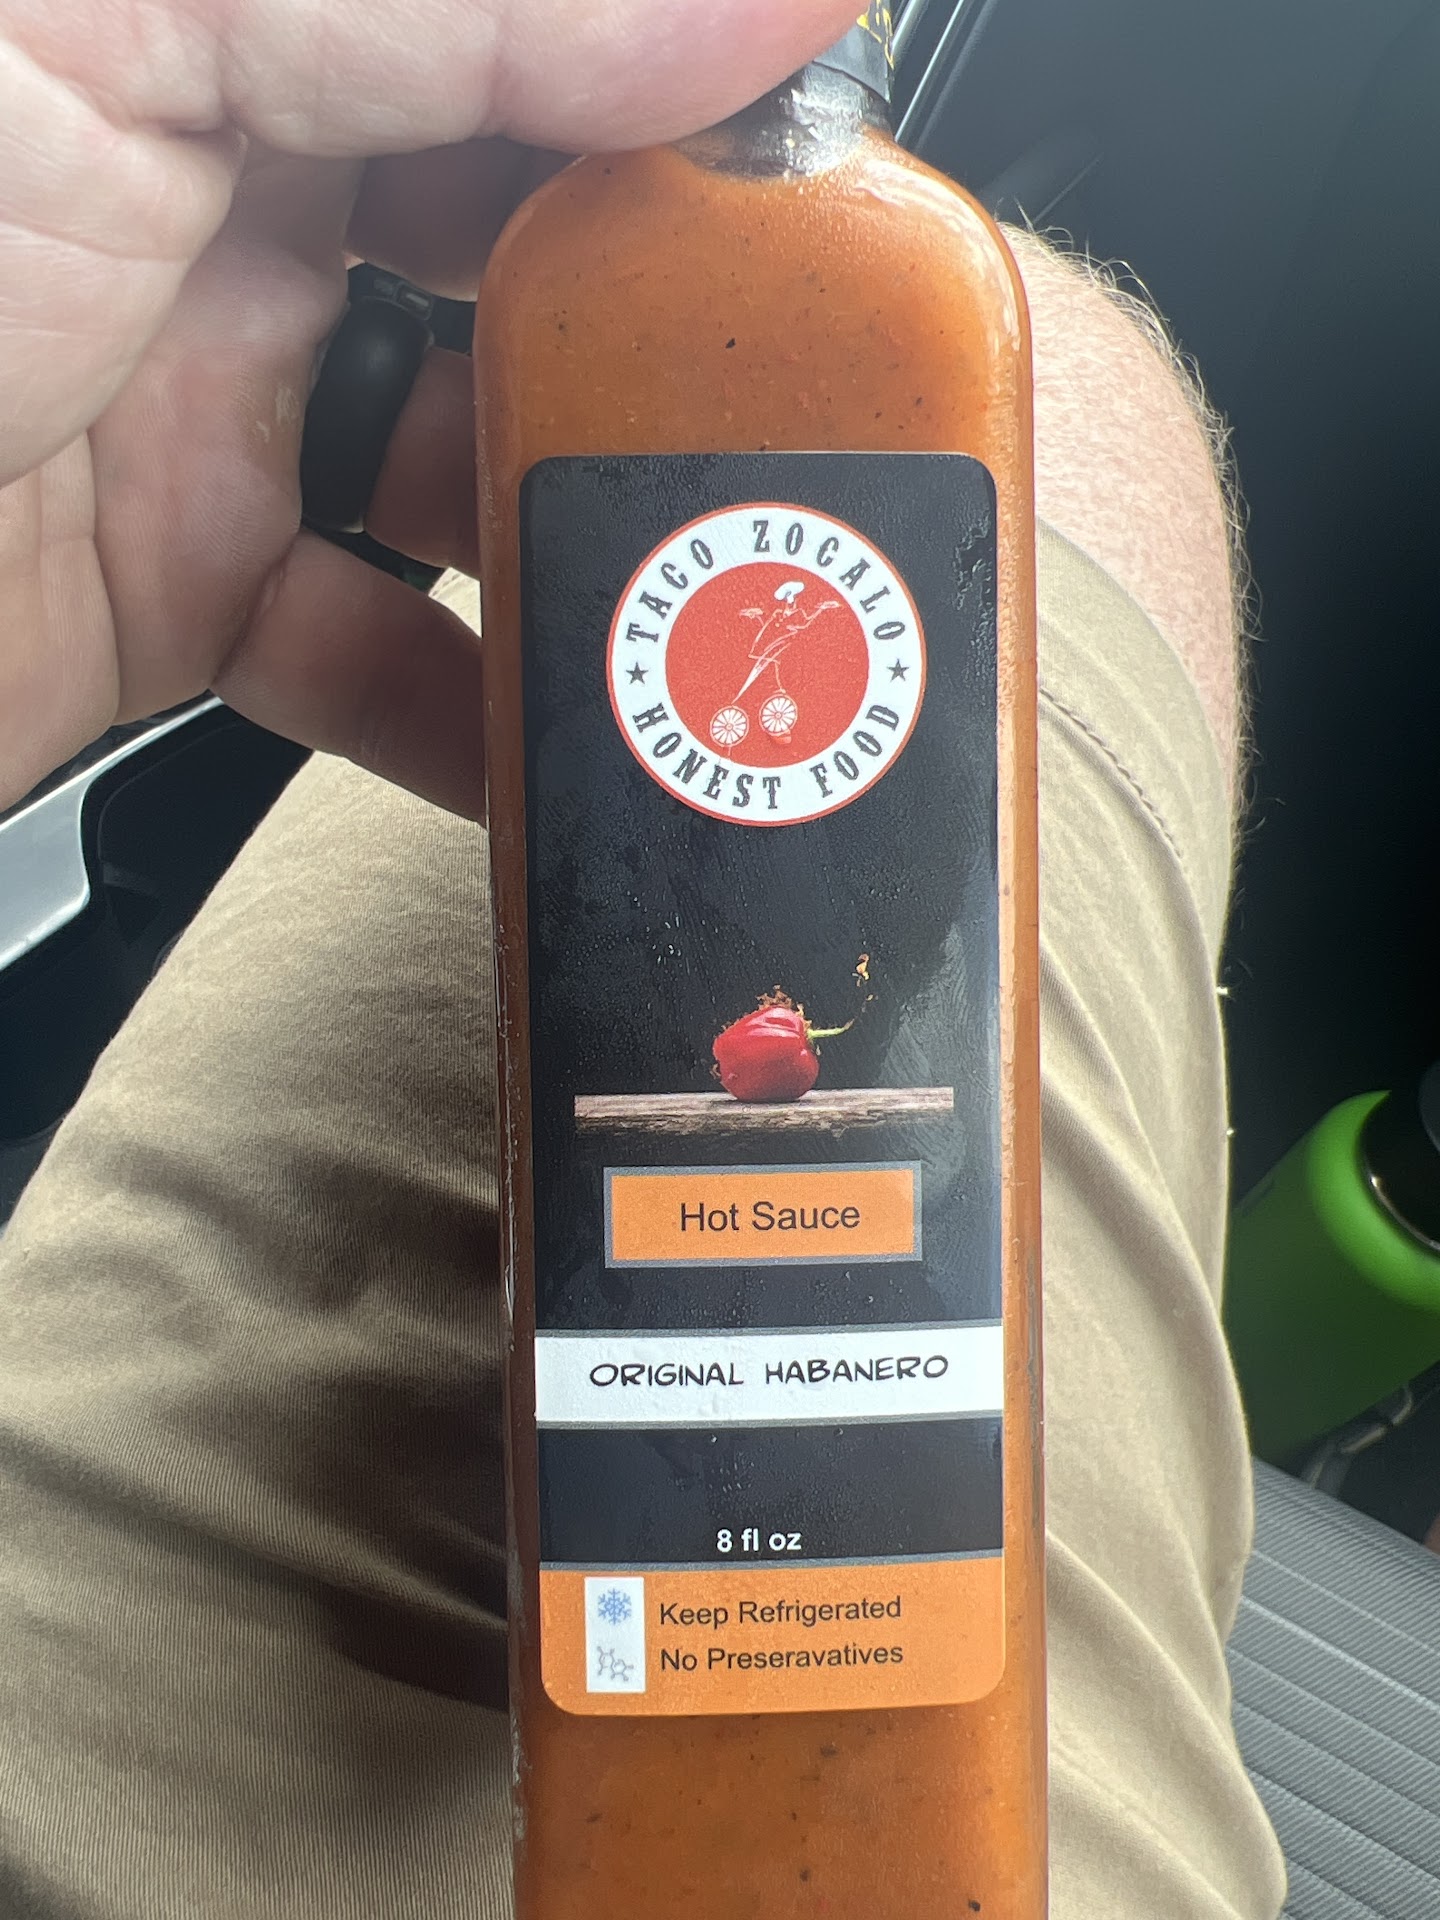 TACO ZOCALO
HONEST FOOD
Hot Sauce
ORIGINAL HABANERO
8 fl oz
Keep Refrigerated
No Preseravatives